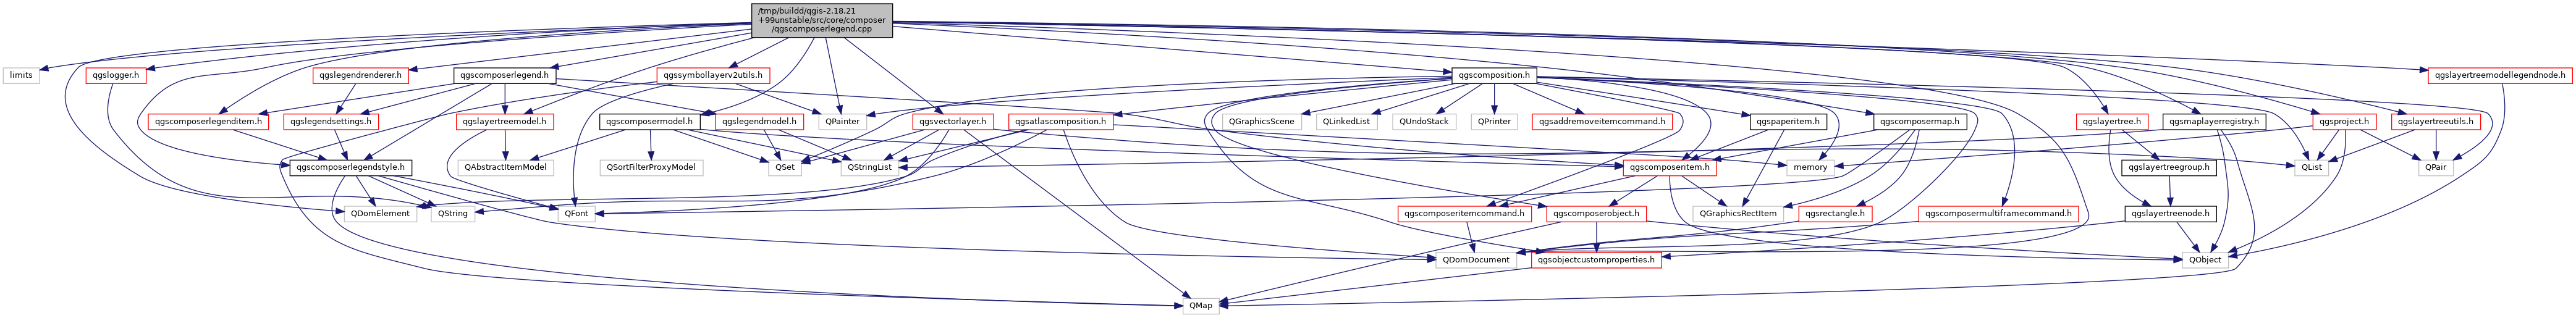 /tmp/buildd/qgis-2.18.21
+99unstable/src/core/composer
/qgscomposerlegend.cpp
limits
qgslogger.h
qgslegendrenderer.h
qgscomposerlegend.h
qgssymbollayerv2utils.h
qgscomposition.h
qgslayertreemodellegendnode.h
qgscomposerlegenditem.h
qgslegendsettings.h
qgslayertreemodel.h
qgscomposermodel.h
qgslegendmodel.h
QPainter
qgsvectorlayer.h
qgsatlascomposition.h
QGraphicsScene
QLinkedList
QUndoStack
QPrinter
qgsaddremoveitemcommand.h
qgspaperitem.h
qgscomposermap.h
qgslayertree.h
qgsmaplayerregistry.h
qgsproject.h
qgslayertreeutils.h
qgscomposerlegendstyle.h
QAbstractItemModel
QSortFilterProxyModel
QSet
QStringList
qgscomposeritem.h
memory
qgslayertreegroup.h
QList
QPair
QDomElement
QString
QFont
qgscomposeritemcommand.h
qgscomposerobject.h
QGraphicsRectItem
qgsrectangle.h
qgscomposermultiframecommand.h
qgslayertreenode.h
QDomDocument
qgsobjectcustomproperties.h
QObject
QMap